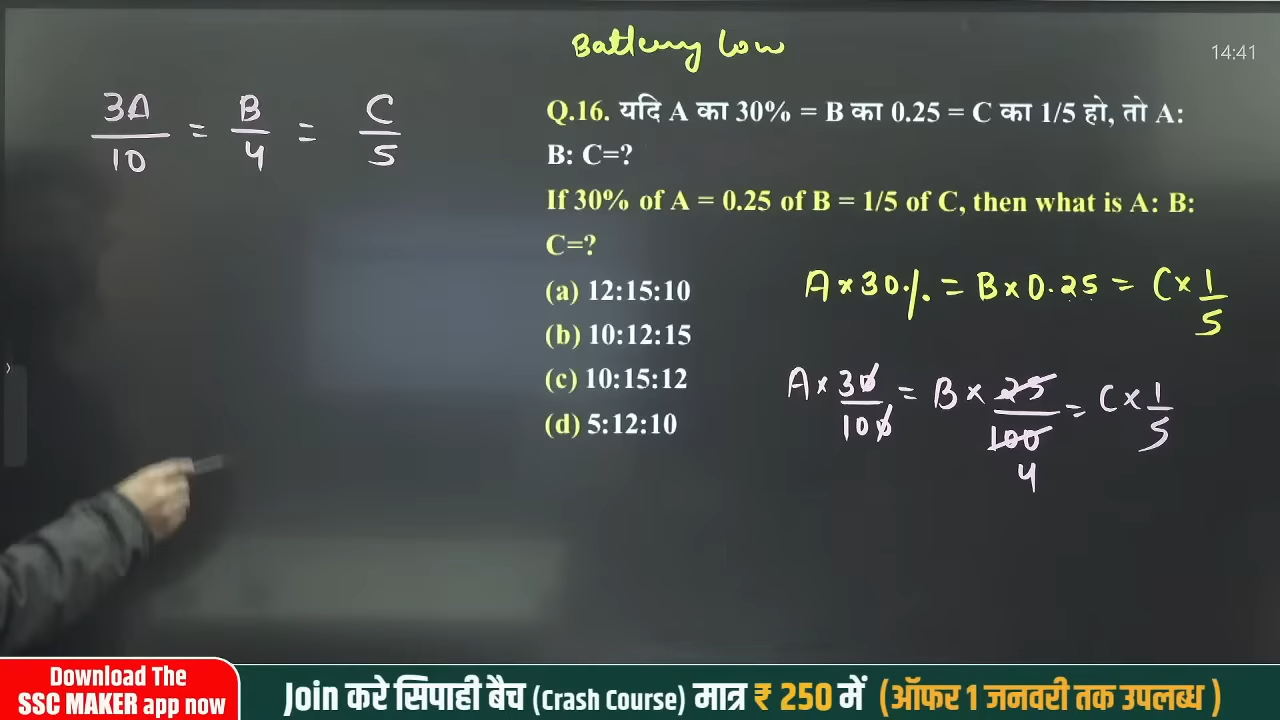 Battery low
14:41
3A/10 = B/4 = C/5
Q.16. यदि A का 30% = B का 0.25 = C का 1/5 हो, तो A:
B: C=?
If 30% of A = 0.25 of B = 1/5 of C, then what is A: B:
C=?
(a) 12:15:10
(b) 10:12:15
(c) 10:15:12
(d) 5:12:10
A × 30% = B × 0.25 = C × 1/5
A × 30/100 = B × 25/100 = C × 1/5
4
Download The
SSC MAKER app now
Join करे सिपाही बैच (Crash Course) मात्र ₹ 250 में (ऑफर 1 जनवरी तक उपलब्ध )